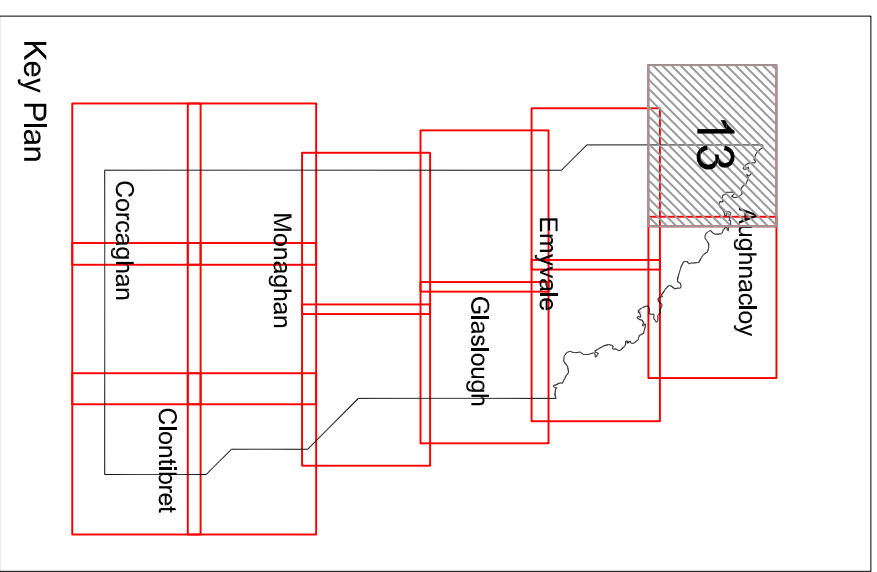 Key Plan
13
Aughnacloy
Emyvale
Glaslough
Monaghan
Corcaghan
Clontibret